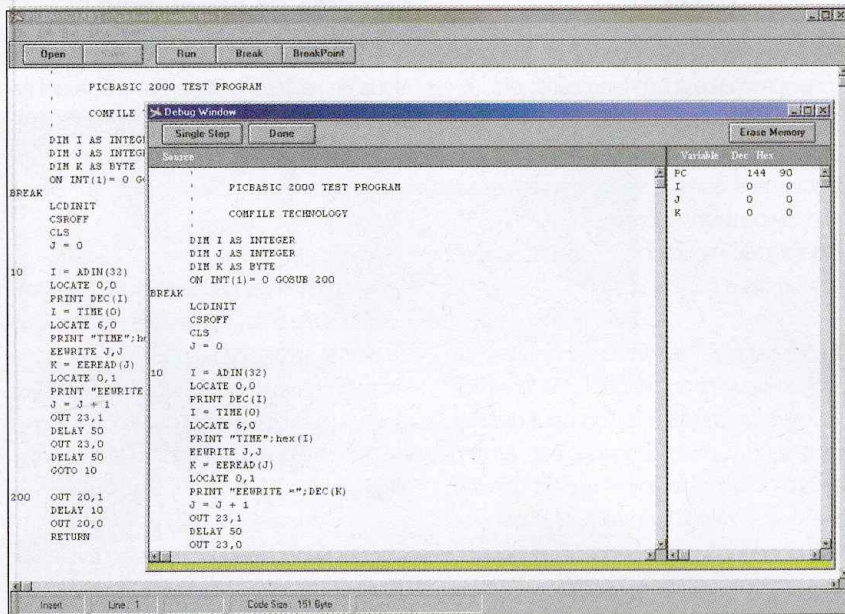 Open Run Break BreakPoint
'
' PICBASIC 2000 TEST PROGRAM
'
' COMFILE
'
DIM I AS INTEG
DIM J AS INTEG
DIM K AS BYTE
ON INT(1)= 0 G
BREAK
LCDINIT
CSROFF
CLS
J = 0
10 I = ADIN(32)
LOCATE 0,0
PRINT DEC(I)
I = TIME(0)
LOCATE 6,0
PRINT "TIME";h
EEWRITE J,J
K = EEREAD(J)
LOCATE 0,1
PRINT "EEWRITE
J = J + 1
OUT 23,1
DELAY 50
OUT 23,0
DELAY 50
GOTO 10
200 OUT 20,1
DELAY 10
OUT 20,0
RETURN
Debug Window
Single Step Done Erase Memory
Source
'
' PICBASIC 2000 TEST PROGRAM
'
' COMFILE TECHNOLOGY
'
DIM I AS INTEGER
DIM J AS INTEGER
DIM K AS BYTE
ON INT(1)= 0 GOSUB 200
BREAK
LCDINIT
CSROFF
CLS
J = 0
10 I = ADIN(32)
LOCATE 0,0
PRINT DEC(I)
I = TIME(0)
LOCATE 6,0
PRINT "TIME";hex(I)
EEWRITE J,J
K = EEREAD(J)
LOCATE 0,1
PRINT "EEWRITE =";DEC(K)
J = J + 1
OUT 23,1
DELAY 50
OUT 23,0
Variable Dec Hex
PC 144 90
I 0 0
J 0 0
K 0 0
Insert Line : 1 Code Size : 151 Byte